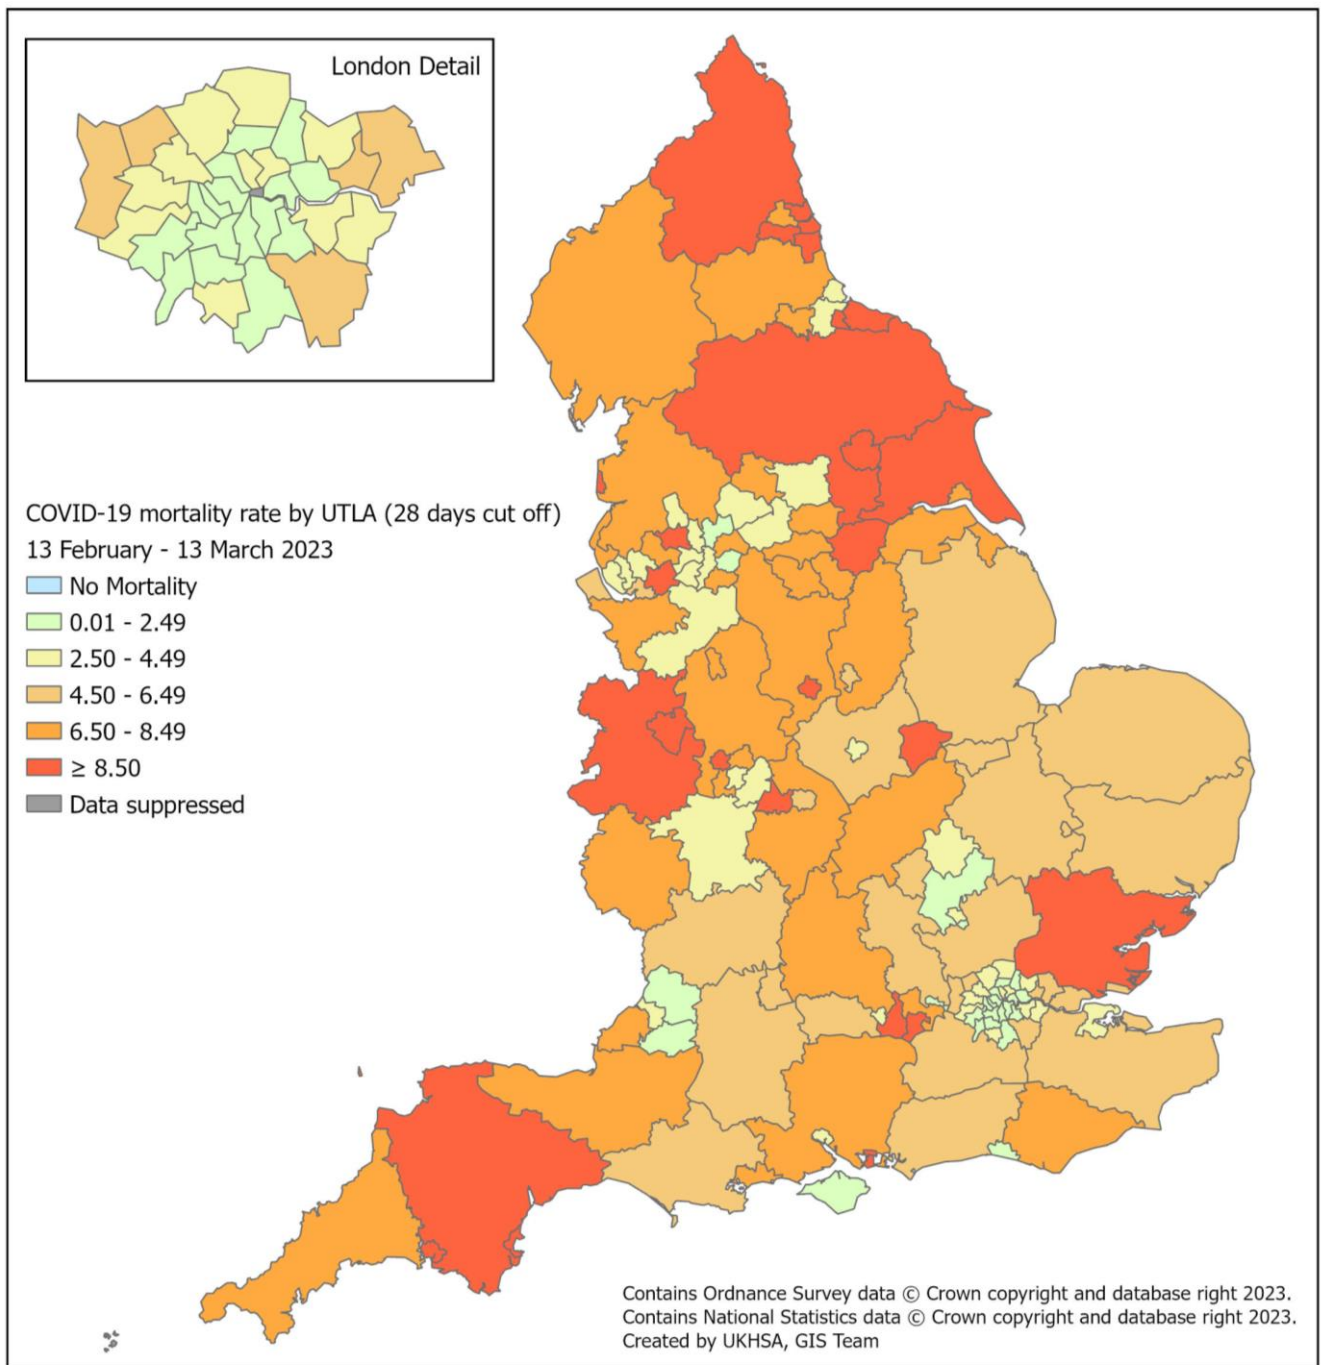 London Detail
COVID-19 mortality rate by UTLA (28 days cut off)
13 February - 13 March 2023
No Mortality
0.01 - 2.49
2.50 - 4.49
4.50 - 6.49
6.50 - 8.49
≥ 8.50
Data suppressed
Contains Ordnance Survey data © Crown copyright and database right 2023.
Contains National Statistics data © Crown copyright and database right 2023.
Created by UKHSA, GIS Team